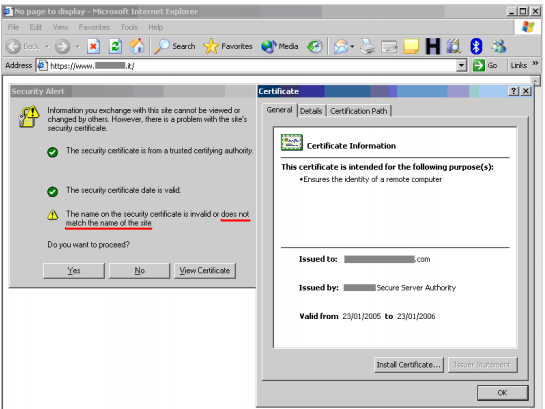 No page to display - Microsoft Internet Explorer
File Edit View Favorites Tools Help
Back Search Favorites Media
Address https://www. .it/ Go Links »
Security Alert
Information you exchange with this site cannot be viewed or
changed by others. However, there is a problem with the site's
security certificate.
The security certificate is from a trusted certifying authority.
The security certificate date is valid.
The name on the security certificate is invalid or does not
match the name of the site
Do you want to proceed?
Yes No View Certificate
Certificate
General Details Certification Path
Certificate Information
This certificate is intended for the following purpose(s):
•Ensures the identity of a remote computer
Issued to: .com
Issued by: Secure Server Authority
Valid from 23/01/2005 to 23/01/2006
Install Certificate... Issuer Statement
OK